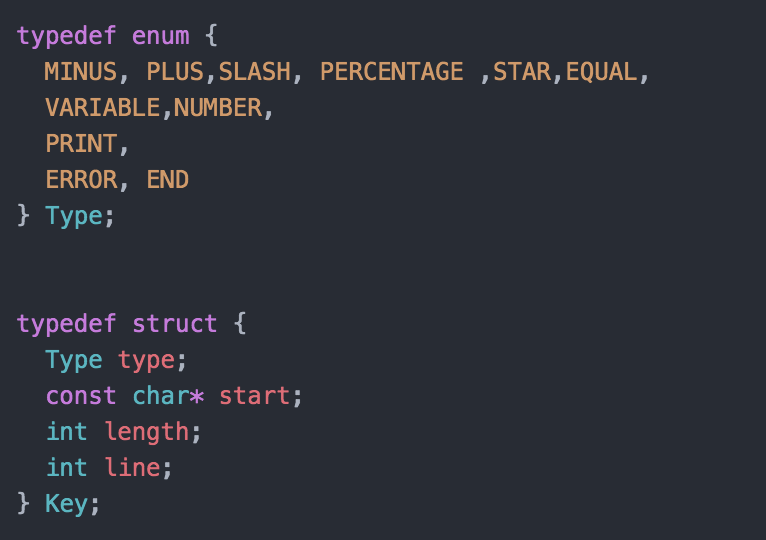 typedef enum {
  MINUS, PLUS,SLASH, PERCENTAGE ,STAR,EQUAL,
  VARIABLE,NUMBER,
  PRINT,
  ERROR, END
} Type;
typedef struct {
  Type type;
  const char* start;
  int length;
  int line;
} Key;